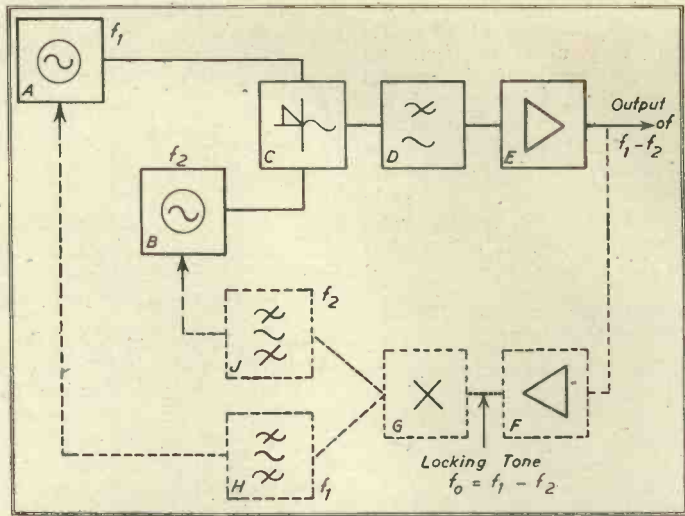 f₁
A
Output
of
f₁-f₂
C
D
E
f₂
B
f₂
J
G
F
H
f₁
Locking Tone
f₀ = f₁ - f₂